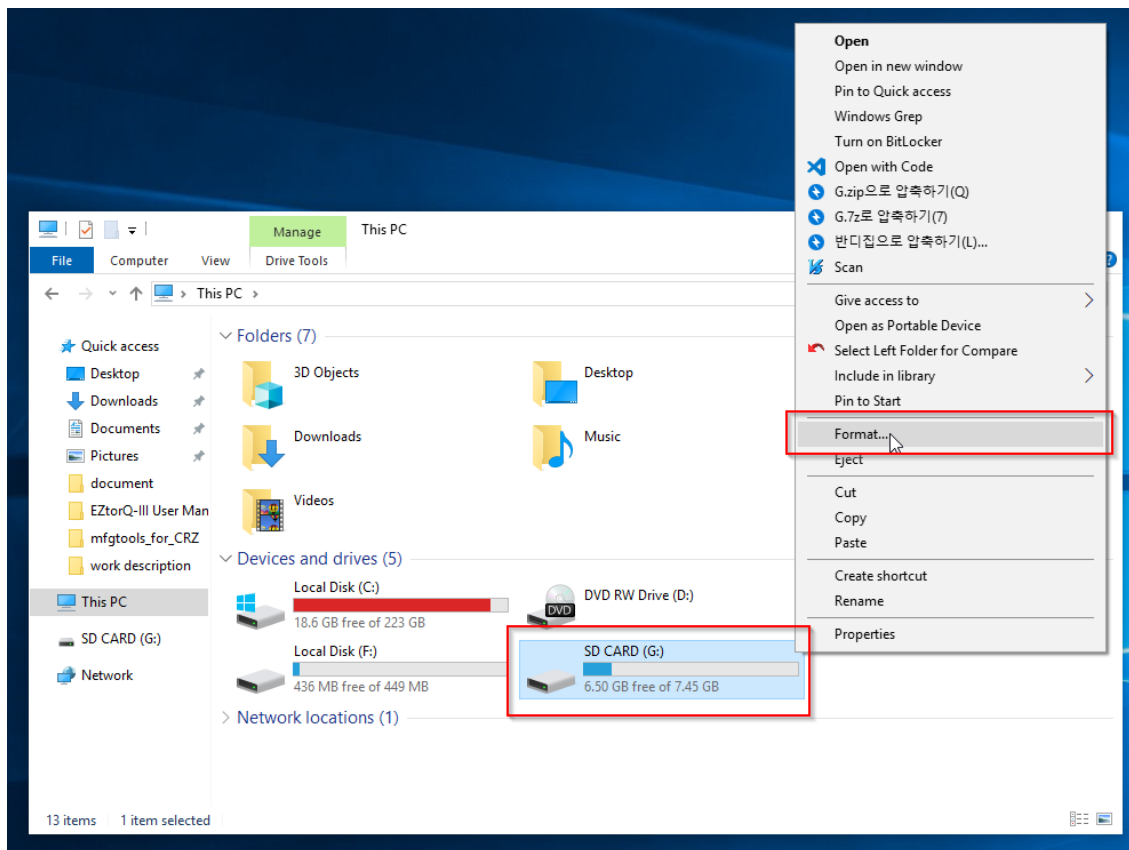 Manage
This PC
File
Computer
View
Drive Tools
This PC
Quick access
Desktop
Downloads
Documents
Pictures
document
EZtorQ-III User Man
mfgtools_for_CRZ
work description
This PC
SD CARD (G:)
Network
Folders (7)
3D Objects
Desktop
Downloads
Music
Videos
Devices and drives (5)
Local Disk (C:)
18.6 GB free of 223 GB
DVD RW Drive (D:)
DVD
Local Disk (F:)
436 MB free of 449 MB
SD CARD (G:)
6.50 GB free of 7.45 GB
Network locations (1)
13 items
1 item selected
Open
Open in new window
Pin to Quick access
Windows Grep
Turn on BitLocker
Open with Code
G.zip으로 압축하기(Q)
G.7z로 압축하기(7)
반디집으로 압축하기(L)...
Scan
Give access to
Open as Portable Device
Select Left Folder for Compare
Include in library
Pin to Start
Format...
Eject
Cut
Copy
Paste
Create shortcut
Rename
Properties